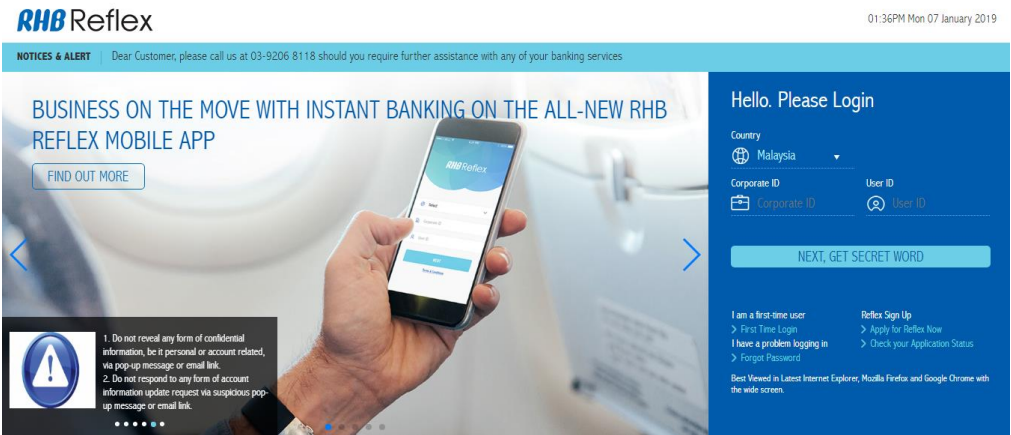 RHB Reflex
01:36PM Mon 07 January 2019
NOTICES & ALERT
Dear Customer, please call us at 03-9206 8118 should you require further assistance with any of your banking services
BUSINESS ON THE MOVE WITH INSTANT BANKING ON THE ALL-NEW RHB
REFLEX MOBILE APP
FIND OUT MORE
RHB Reflex
Select
Corporate ID
User ID
NEXT
1. Do not reveal any form of confidential
information, be it personal or account related,
via pop-up message or email link.
2. Do not respond to any form of account
information update request via suspicious pop-
up message or email link.
Hello. Please Login
Country
Malaysia
Corporate ID
User ID
Corporate ID
User ID
NEXT, GET SECRET WORD
I am a first-time user
Reflex Sign Up
> First Time Login
> Apply for Reflex Now
I have a problem logging in
> Check your Application Status
> Forgot Password
Best Viewed in Latest Internet Explorer, Mozilla Firefox and Google Chrome with
the wide screen.